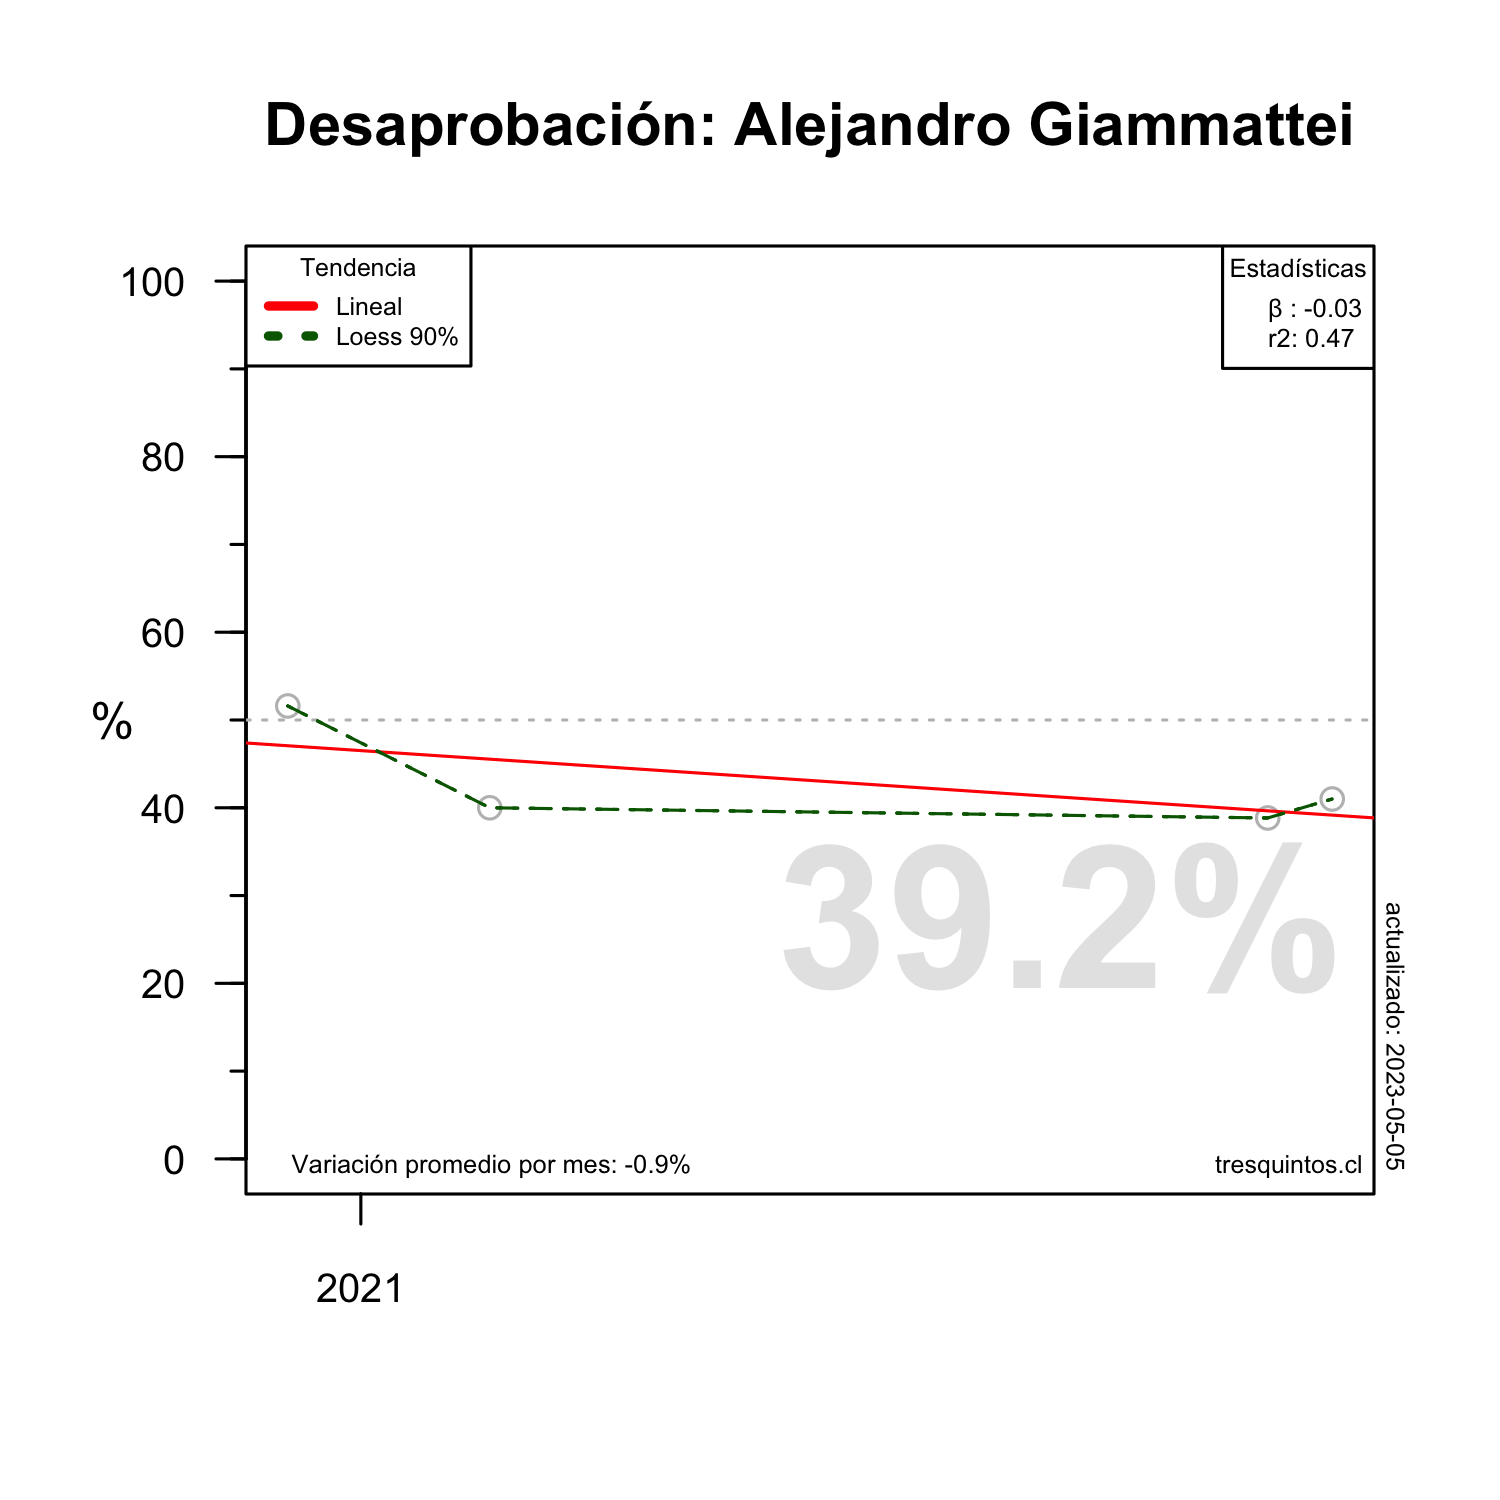 Desaprobación: Alejandro Giammattei
Tendencia
Lineal
Loess 90%
Estadísticas
β : -0.03
r2: 0.47
100
80
60
%
40
20
0
39.2%
actualizado: 2023-05-05
Variación promedio por mes: -0.9%
tresquintos.cl
2021